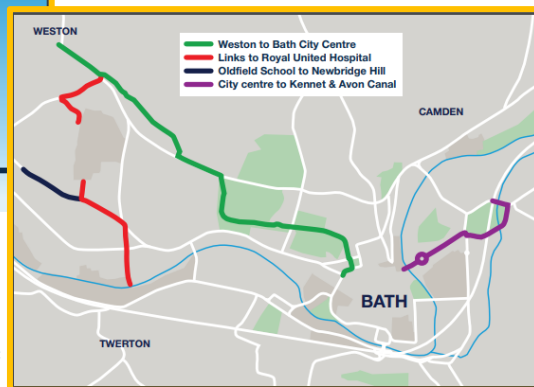 WESTON
Weston to Bath City Centre
Links to Royal United Hospital
Oldfield School to Newbridge Hill
City centre to Kennet & Avon Canal
CAMDEN
BATH
TWERTON